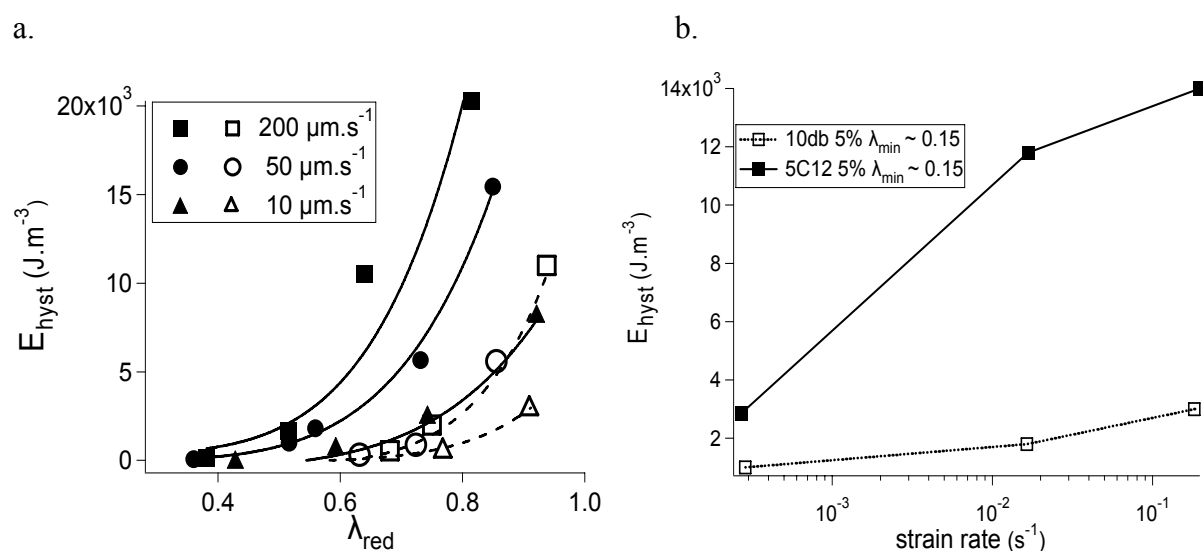 a.
20x10³
15
10
5
0
E_hyst (J.m⁻³)
200 µm.s⁻¹
50 µm.s⁻¹
10 µm.s⁻¹
0.4 0.6 0.8 1.0
λ_red
b.
14x10³
12
10
8
6
4
2
E_hyst (J.m⁻³)
10db 5% λ_min ~ 0.15
5C12 5% λ_min ~ 0.15
10⁻³ 10⁻² 10⁻¹
strain rate (s⁻¹)